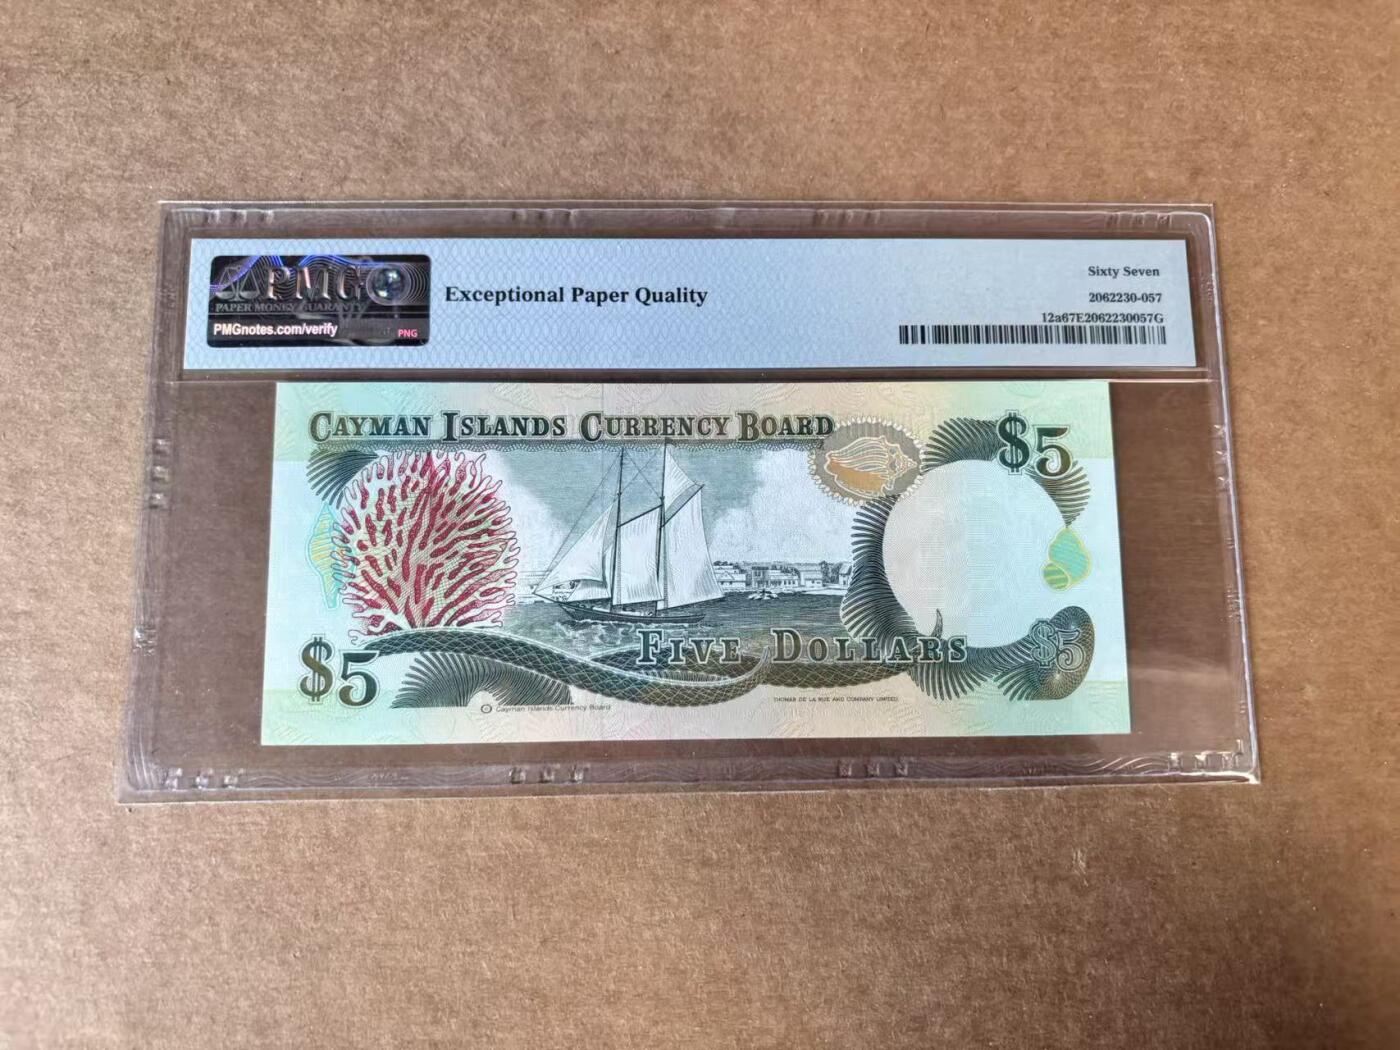 PMG
PAPER MONEY GUARANTY
PMGnotes.com/verify
PNG
Exceptional Paper Quality
Sixty Seven
2062230-057
12a67E2062230057G
CAYMAN ISLANDS CURRENCY BOARD
$5
$5
FIVE DOLLARS
$5
© Cayman Islands Currency Board
THOMAS DE LA RUE AND COMPANY LIMITED